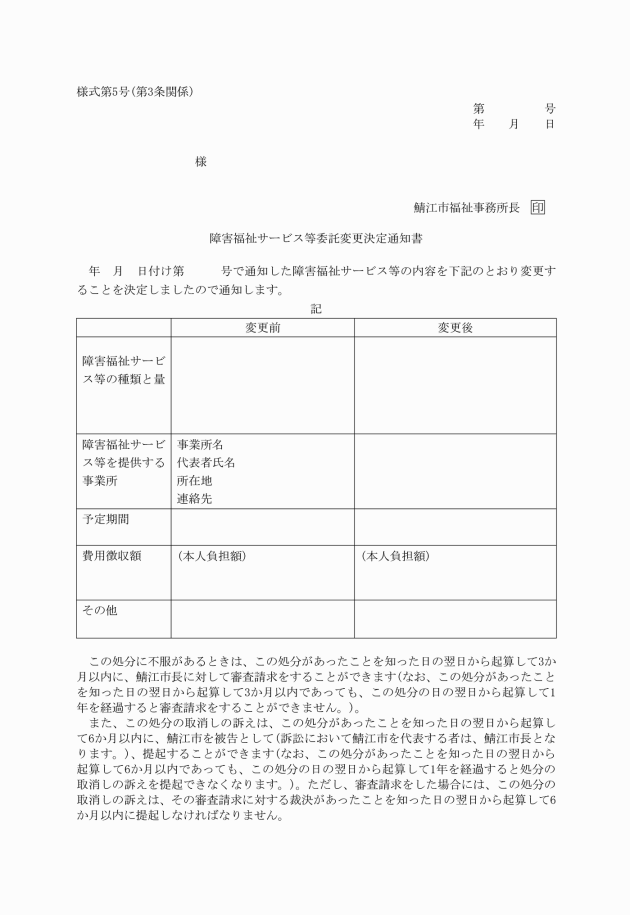 様式第5号(第3条関係)
第　　　　　号
年　　月　　日
様
鯖江市福祉事務所長　印
障害福祉サービス等委託変更決定通知書
年　月　日付け第　　　号で通知した障害福祉サービス等の内容を下記のとおり変更す
ることを決定しましたので通知します。
記
変更前　変更後
障害福祉サービ
ス等の種類と量
障害福祉サービ　事業所名
ス等を提供する　代表者氏名
事業所　所在地
連絡先
予定期間
費用徴収額　(本人負担額)　(本人負担額)
その他
この処分に不服があるときは、この処分があったことを知った日の翌日から起算して3か
月以内に、鯖江市長に対して審査請求をすることができます(なお、この処分があったこと
を知った日の翌日から起算して3か月以内であっても、この処分の日の翌日から起算して1
年を経過すると審査請求をすることができません。)。
また、この処分の取消しの訴えは、この処分があったことを知った日の翌日から起算し
て6か月以内に、鯖江市を被告として(訴訟において鯖江市を代表する者は、鯖江市長とな
ります。)、提起することができます(なお、この処分があったことを知った日の翌日から
起算して6か月以内であっても、この処分の日の翌日から起算して1年を経過すると処分の
取消しの訴えを提起できなくなります。)。ただし、審査請求をした場合には、この処分の
取消しの訴えは、その審査請求に対する裁決があったことを知った日の翌日から起算して6
か月以内に提起しなければなりません。